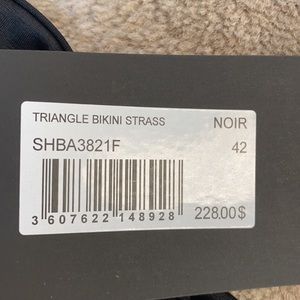 TRIANGLE BIKINI STRASS NOIR
SHBA3821F 42
3 607622 148928 228.00$